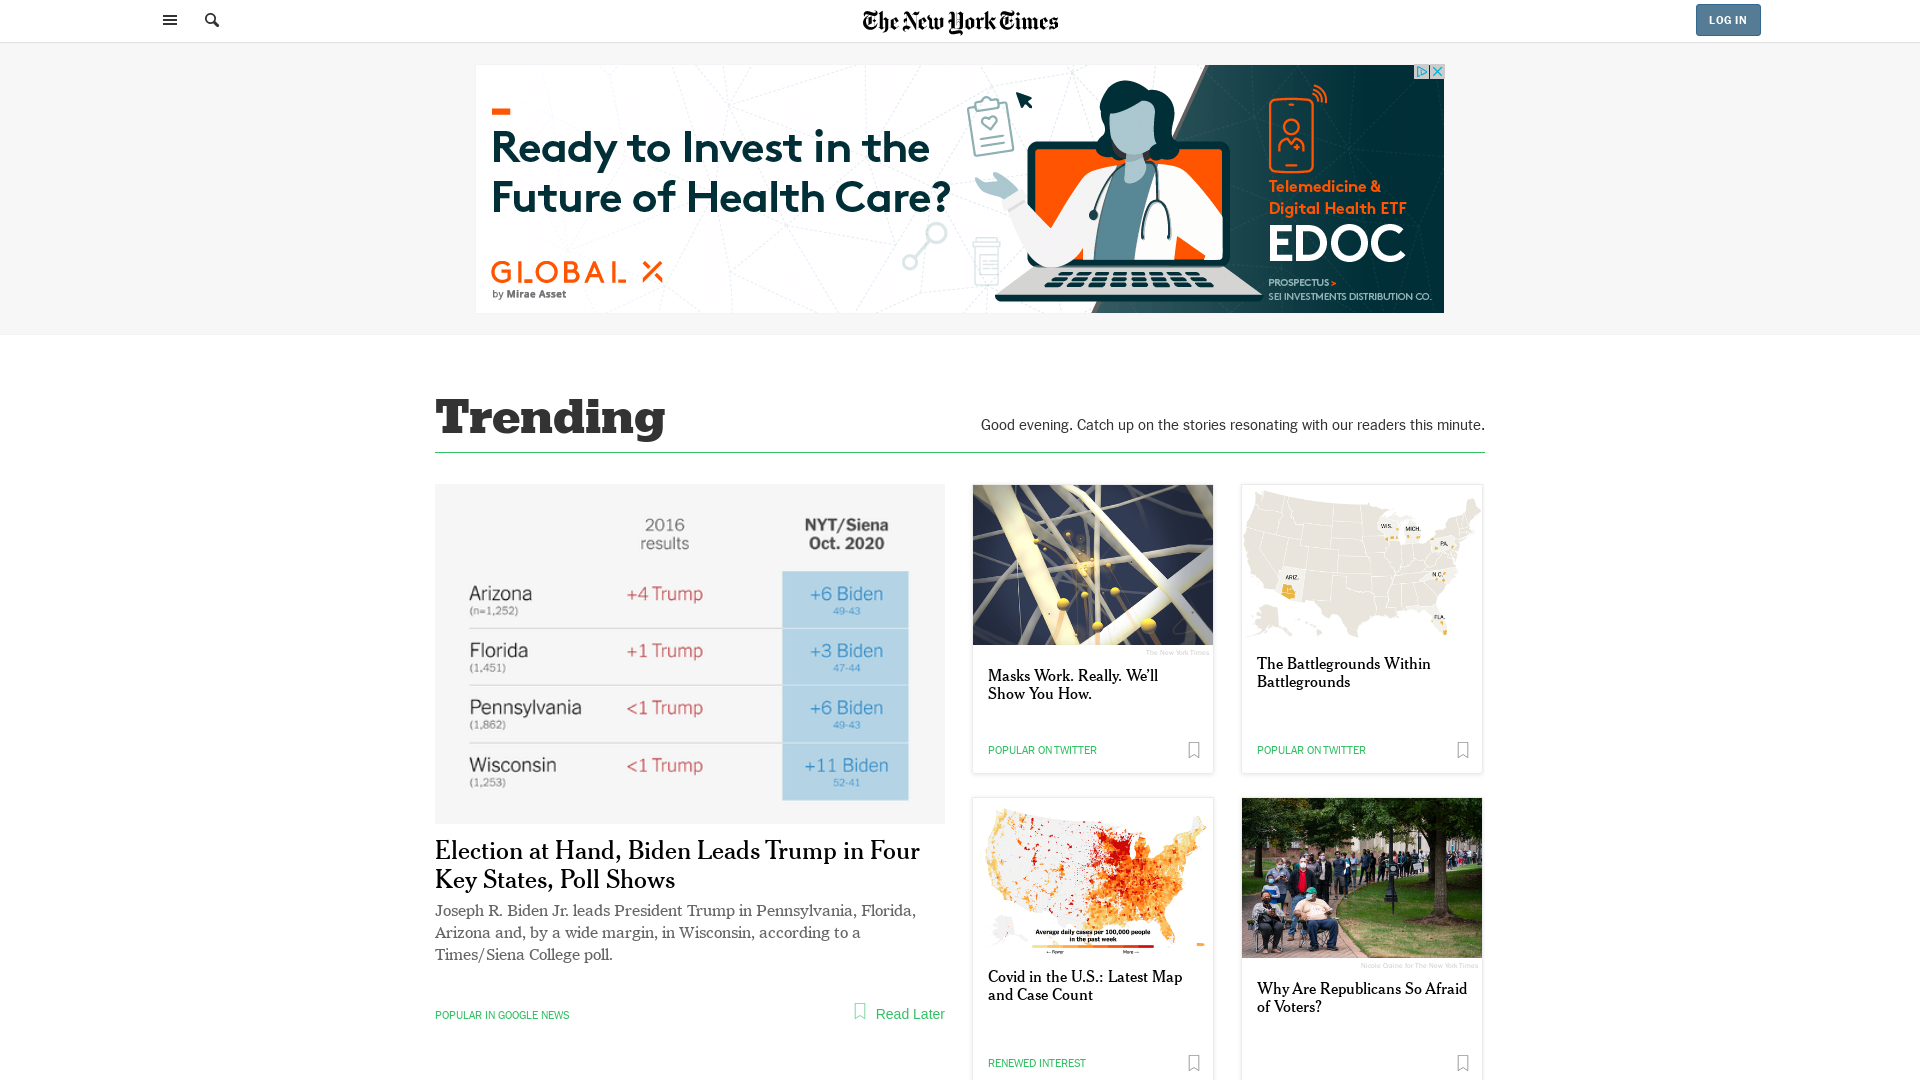 The New York Times
LOG IN
Ready to Invest in the
Future of Health Care?
GLOBAL X
by Mirae Asset
Telemedicine &
Digital Health ETF
EDOC
PROSPECTUS >
SEI INVESTMENTS DISTRIBUTION CO.
Trending
Good evening. Catch up on the stories resonating with our readers this minute.
2016
results
NYT/Siena
Oct. 2020
Arizona
(n=1,252)
+4 Trump
+6 Biden
49-43
Florida
(1,451)
+1 Trump
+3 Biden
47-44
Pennsylvania
(1,862)
<1 Trump
+6 Biden
49-43
Wisconsin
(1,253)
<1 Trump
+11 Biden
52-41
Election at Hand, Biden Leads Trump in Four
Key States, Poll Shows
Joseph R. Biden Jr. leads President Trump in Pennsylvania, Florida,
Arizona and, by a wide margin, in Wisconsin, according to a
Times/Siena College poll.
POPULAR IN GOOGLE NEWS
Read Later
The New York Times
Masks Work. Really. We’ll
Show You How.
POPULAR ON TWITTER
WIS.
MICH.
PA.
N.C.
ARIZ.
FLA.
The Battlegrounds Within
Battlegrounds
POPULAR ON TWITTER
Average daily cases per 100,000 people
in the past week
← Fewer
More →
Covid in the U.S.: Latest Map
and Case Count
RENEWED INTEREST
Nicole Craine for The New York Times
Why Are Republicans So Afraid
of Voters?